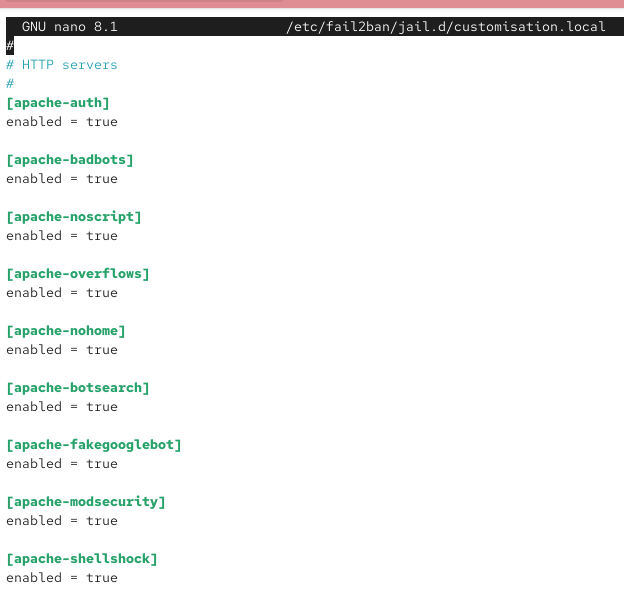 GNU nano 8.1 /etc/fail2ban/jail.d/customisation.local
#
# HTTP servers
#
[apache-auth]
enabled = true
[apache-badbots]
enabled = true
[apache-noscript]
enabled = true
[apache-overflows]
enabled = true
[apache-nohome]
enabled = true
[apache-botsearch]
enabled = true
[apache-fakegooglebot]
enabled = true
[apache-modsecurity]
enabled = true
[apache-shellshock]
enabled = true